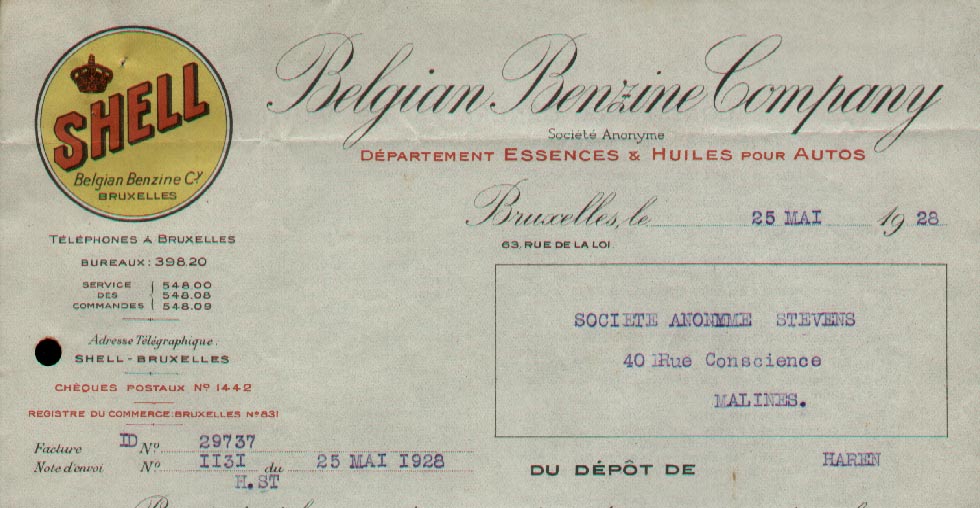 SHELL
Belgian Benzine Cy
BRUXELLES
Belgian Benzine Company
Société Anonyme
DÉPARTEMENT ESSENCES & HUILES POUR AUTOS
Bruxelles, le 25 MAI 1928
63, RUE DE LA LOI.
TÉLÉPHONES À BRUXELLES
BUREAUX: 398.20
SERVICE DES COMMANDES
548.00
548.08
548.09
Adresse Télégraphique:
SHELL-BRUXELLES
CHÈQUES POSTAUX Nº 1442
REGISTRE DU COMMERCE: BRUXELLES Nº 831
SOCIETE ANONYME STEVENS
40 Rue Conscience
MALINES.
Facture ID Nº 29737
Note d'envoi Nº 1131 du 25 MAI 1928
H.ST
DU DÉPÔT DE HAREN